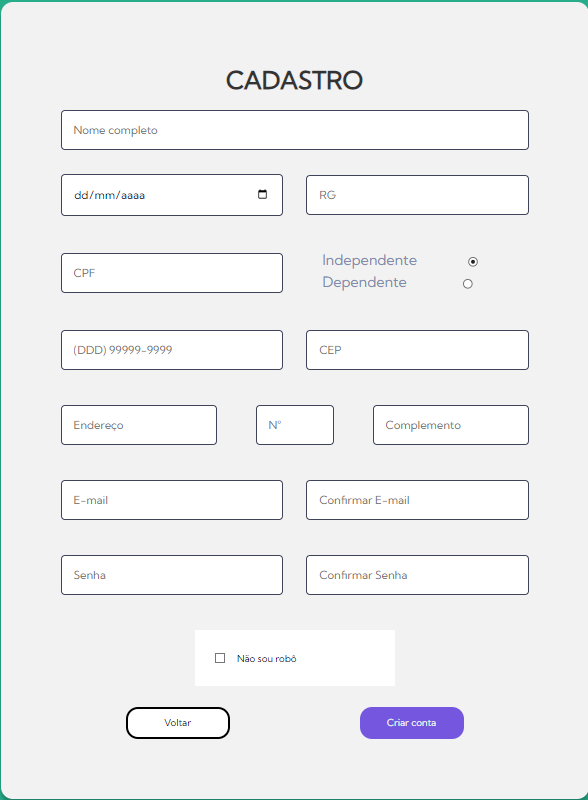 CADASTRO
Nome completo
dd/mm/aaaa
RG
CPF
Independente
Dependente
(DDD) 99999-9999
CEP
Endereço
Nº
Complemento
E-mail
Confirmar E-mail
Senha
Confirmar Senha
Não sou robô
Voltar
Criar conta